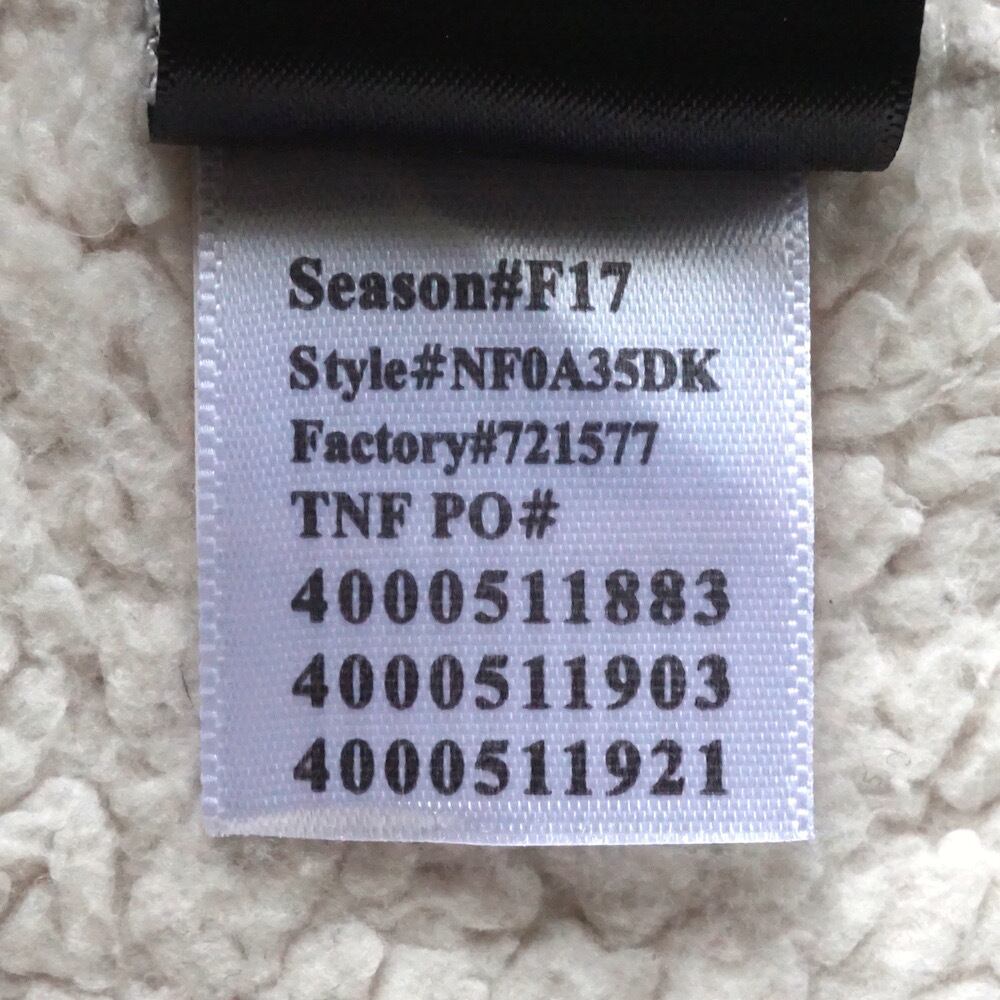 Season#F17
Style#NF0A35DK
Factory#721577
TNF PO#
4000511883
4000511903
4000511921